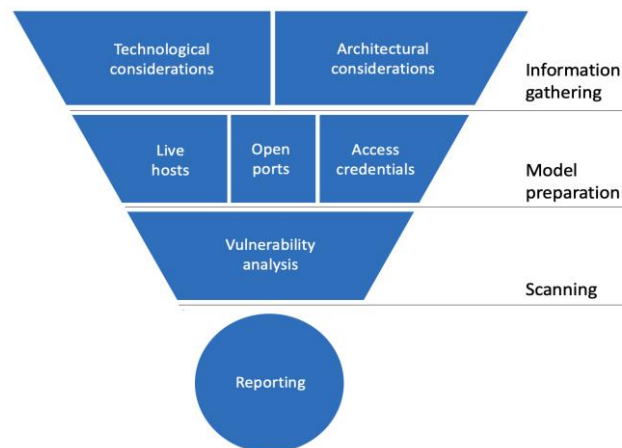 Technological
considerations
Architectural
considerations
Information
gathering
Live
hosts
Open
ports
Access
credentials
Model
preparation
Vulnerability
analysis
Scanning
Reporting